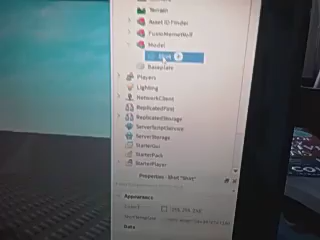 Terrain
Asset ID Finder
Model
Shirt
Baseplate
Players
Lighting
NetworkClient
ReplicatedFirst
ReplicatedStorage
ServerScriptService
ServerStorage
StarterGui
StarterPack
StarterPlayer
Properties - Shirt "Shirt"
Appearance
Data